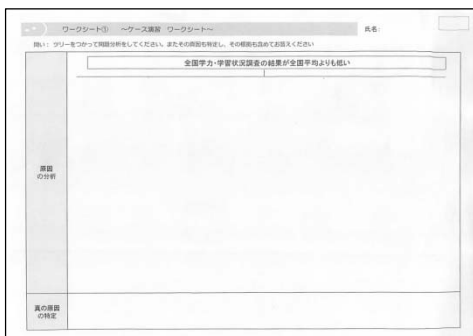 ワークシート① ～ケース演習 ワークシート～
氏名：
問い： ツリーをつかって問題分析をしてください。またその原因も特定し、その根拠も含めてお答えください
全国学力・学習状況調査の結果が全国平均よりも低い
原因
の分析
真の原因
の特定